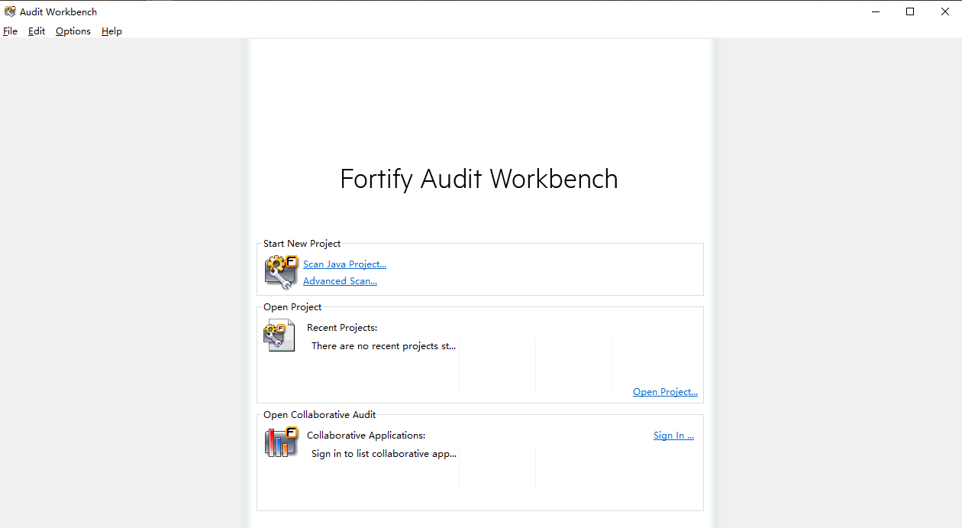 Audit Workbench
File Edit Options Help
Fortify Audit Workbench
Start New Project
Scan Java Project...
Advanced Scan...
Open Project
Recent Projects:
There are no recent projects st...
Open Project...
Open Collaborative Audit
Collaborative Applications:
Sign In ...
Sign in to list collaborative app...